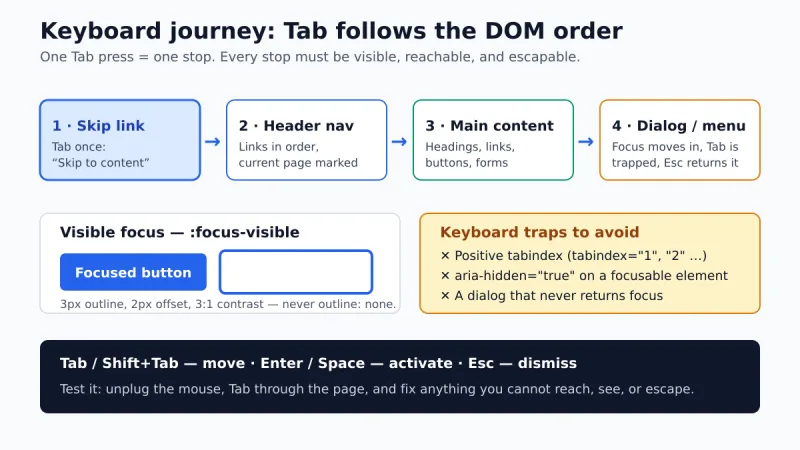 Keyboard journey: Tab follows the DOM order
One Tab press = one stop. Every stop must be visible, reachable, and escapable.
1 · Skip link
Tab once:
“Skip to content”
→
2 · Header nav
Links in order,
current page marked
→
3 · Main content
Headings, links,
buttons, forms
→
4 · Dialog / menu
Focus moves in, Tab is
trapped, Esc returns it
Visible focus — :focus-visible
Focused button
3px outline, 2px offset, 3:1 contrast — never outline: none.
Keyboard traps to avoid
✕ Positive tabindex (tabindex="1", "2" …)
✕ aria-hidden="true" on a focusable element
✕ A dialog that never returns focus
Tab / Shift+Tab — move · Enter / Space — activate · Esc — dismiss
Test it: unplug the mouse, Tab through the page, and fix anything you cannot reach, see, or escape.